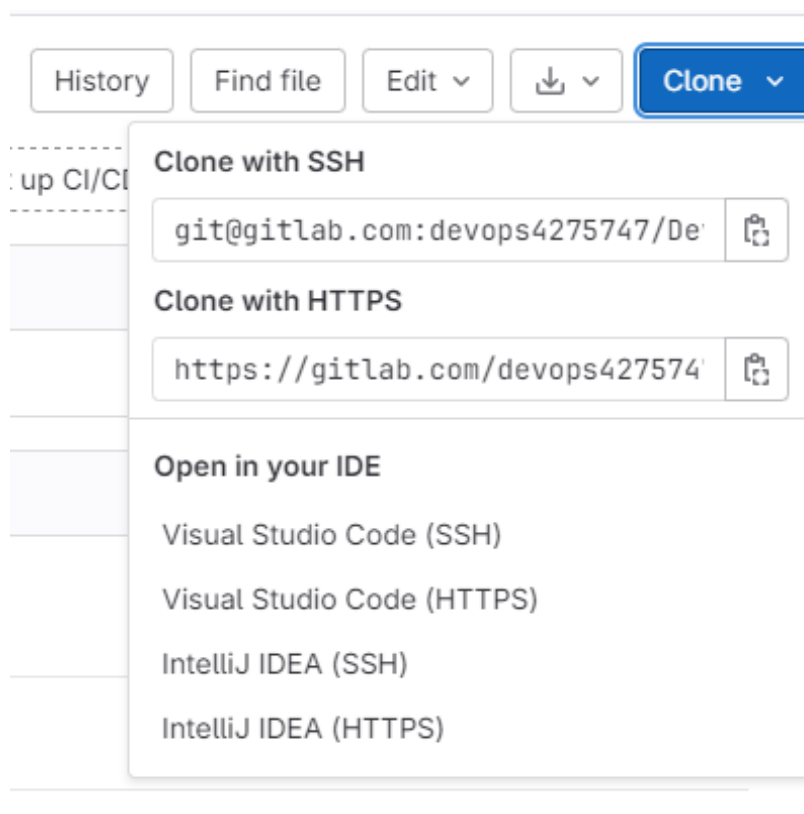 History Find file Edit Clone
up CI/CD
Clone with SSH
git@gitlab.com:devops4275747/De
Clone with HTTPS
https://gitlab.com/devops427574
Open in your IDE
Visual Studio Code (SSH)
Visual Studio Code (HTTPS)
IntelliJ IDEA (SSH)
IntelliJ IDEA (HTTPS)